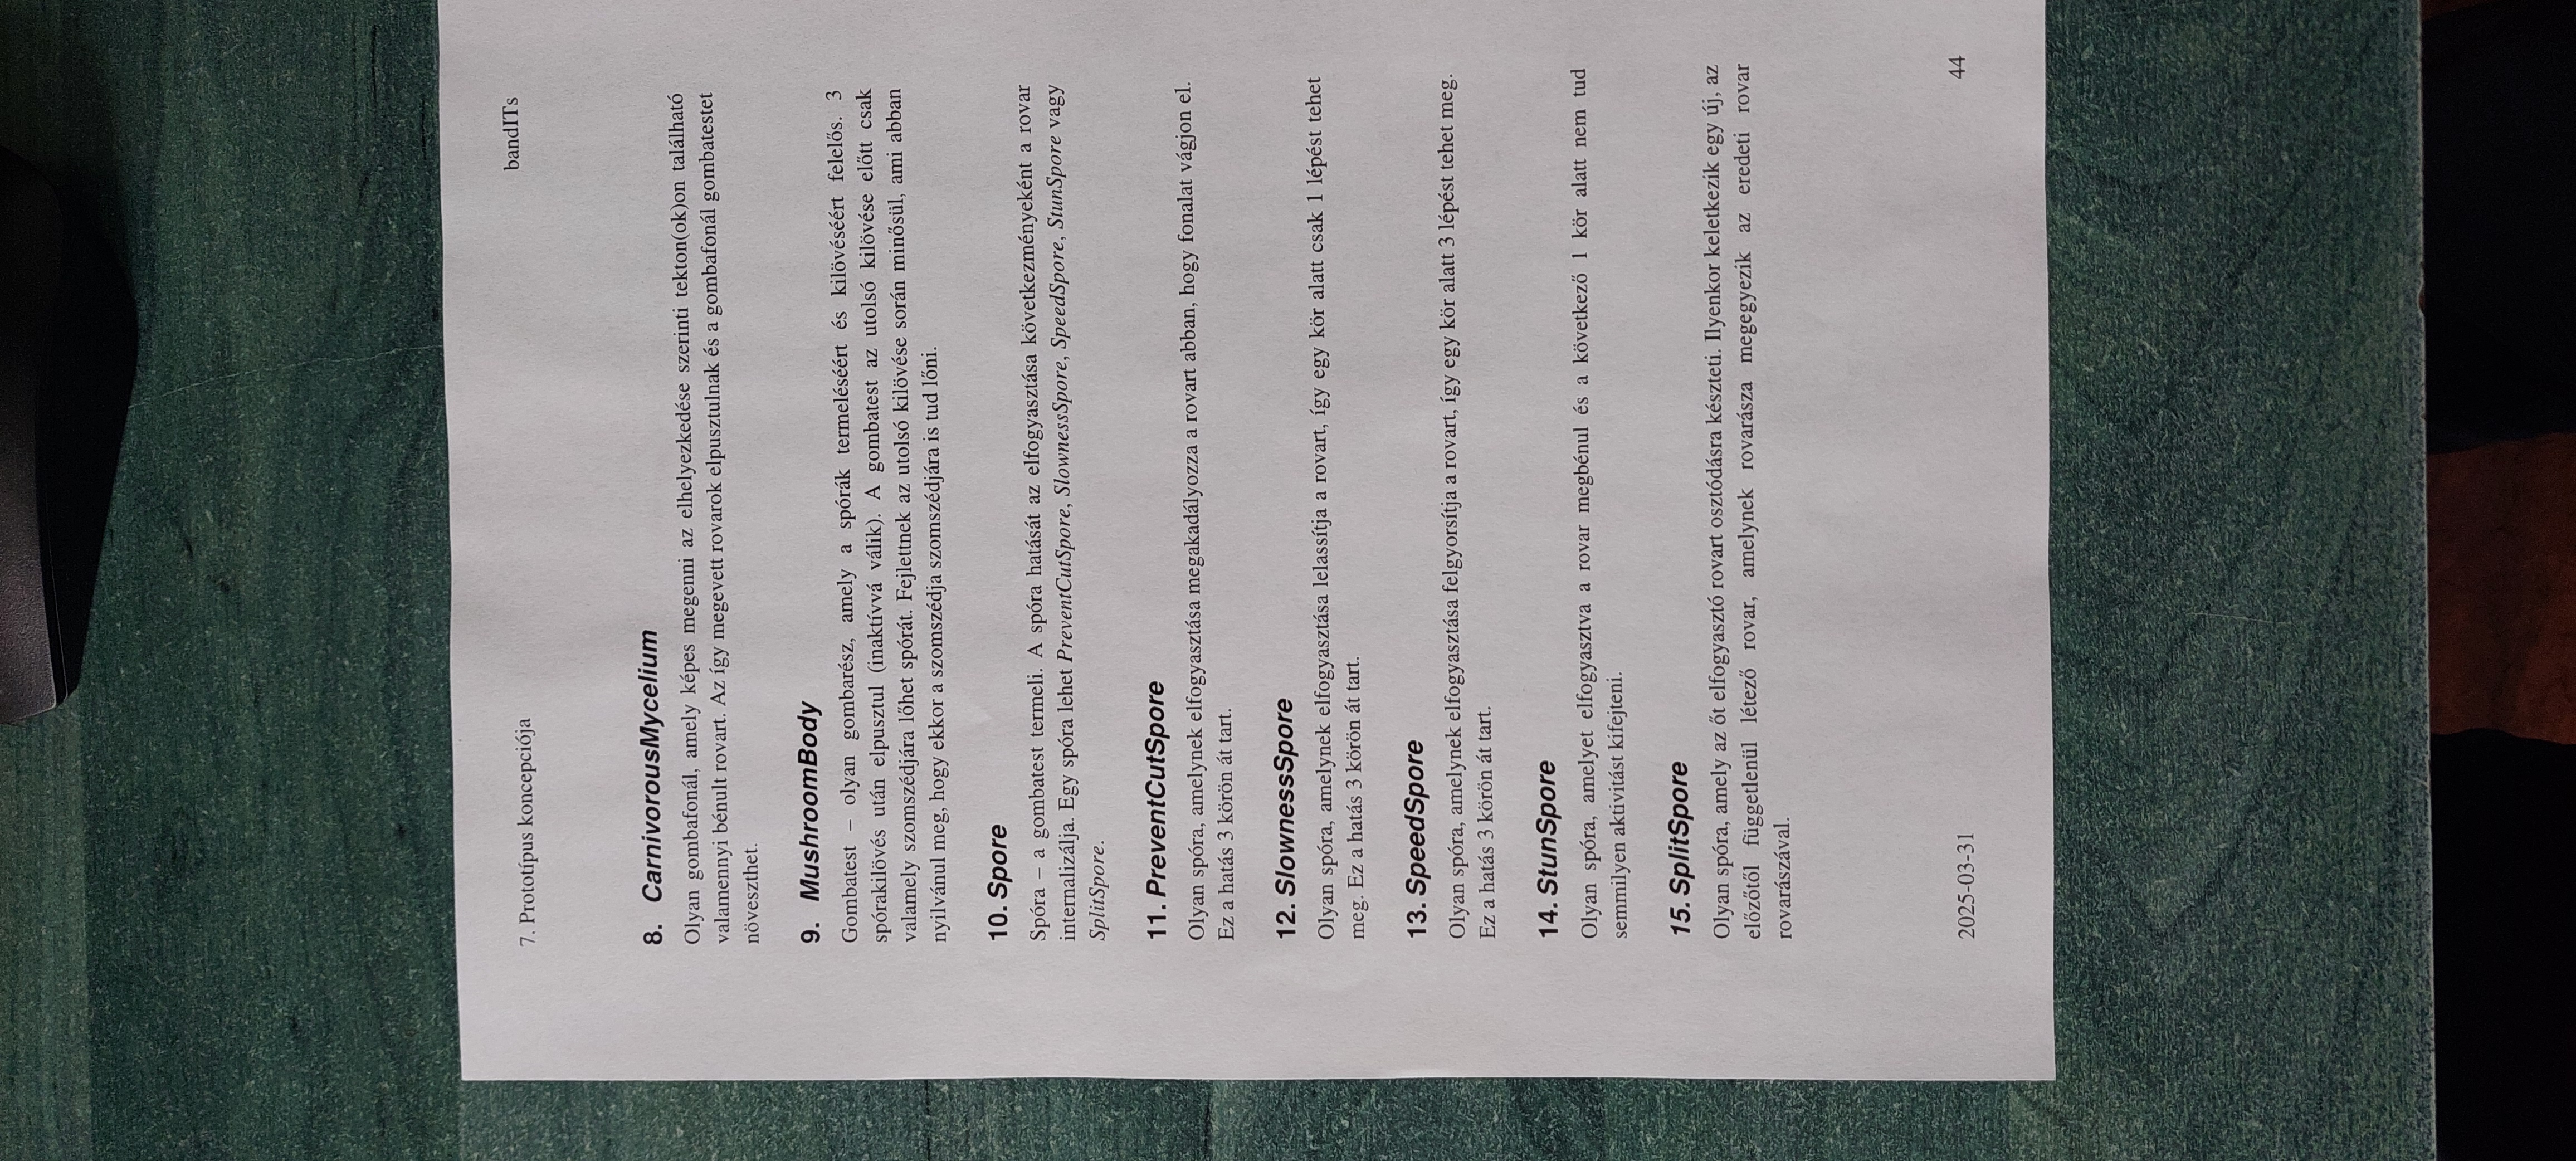 7. Prototípus koncepciója bandITs
8. CarnivorousMycelium
Olyan gombafonál, amely képes megenni az elhelyezkedése szerinti tekton(ok)on található
valamennyi bénult rovart. Az így megevett rovarok elpusztulnak és a gombafonál gombatestet
növeszthet.
9. MushroomBody
Gombatest – olyan gombarész, amely a spórák termeléséért és kilövéséért felelős. 3
spórakilövés után elpusztul (inaktívvá válik). A gombatest az utolsó kilövése előtt csak
valamely szomszédjára lőhet spórát. Fejlettnek az utolsó kilövése során minősül, ami abban
nyilvánul meg, hogy ekkor a szomszédja szomszédjára is tud lőni.
10. Spore
Spóra – a gombatest termeli. A spóra hatását az elfogyasztása következményeként a rovar
internalizálja. Egy spóra lehet PreventCutSpore, SlownessSpore, SpeedSpore, StunSpore vagy
SplitSpore.
11. PreventCutSpore
Olyan spóra, amelynek elfogyasztása megakadályozza a rovart abban, hogy fonalat vágjon el.
Ez a hatás 3 körön át tart.
12. SlownessSpore
Olyan spóra, amelynek elfogyasztása lelassítja a rovart, így egy kör alatt csak 1 lépést tehet
meg. Ez a hatás 3 körön át tart.
13. SpeedSpore
Olyan spóra, amelynek elfogyasztása felgyorsítja a rovart, így egy kör alatt 3 lépést tehet meg.
Ez a hatás 3 körön át tart.
14. StunSpore
Olyan spóra, amelyet elfogyasztva a rovar megbénul és a következő 1 kör alatt nem tud
semmilyen aktivitást kifejteni.
15. SplitSpore
Olyan spóra, amely az őt elfogyasztó rovart osztódásra készteti. Ilyenkor keletkezik egy új, az
előzőtől függetlenül létező rovar, amelynek rovarásza megegyezik az eredeti rovar
rovarászával.
2025-03-31 44